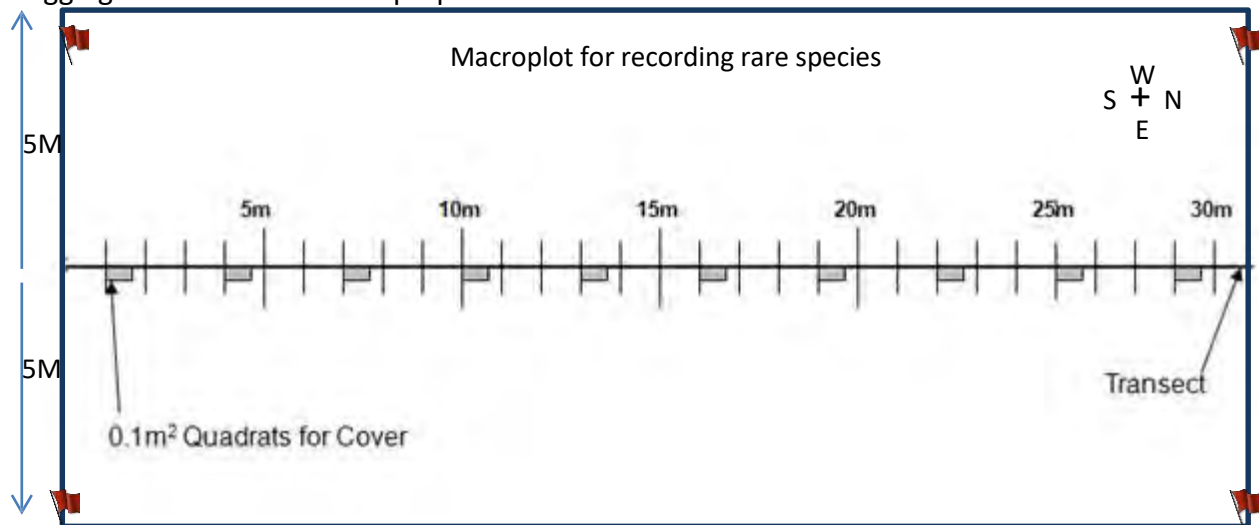 Macroplot for recording rare species
W
S + N
E
5M
5m 10m 15m 20m 25m 30m
5M
Transect
0.1m² Quadrats for Cover